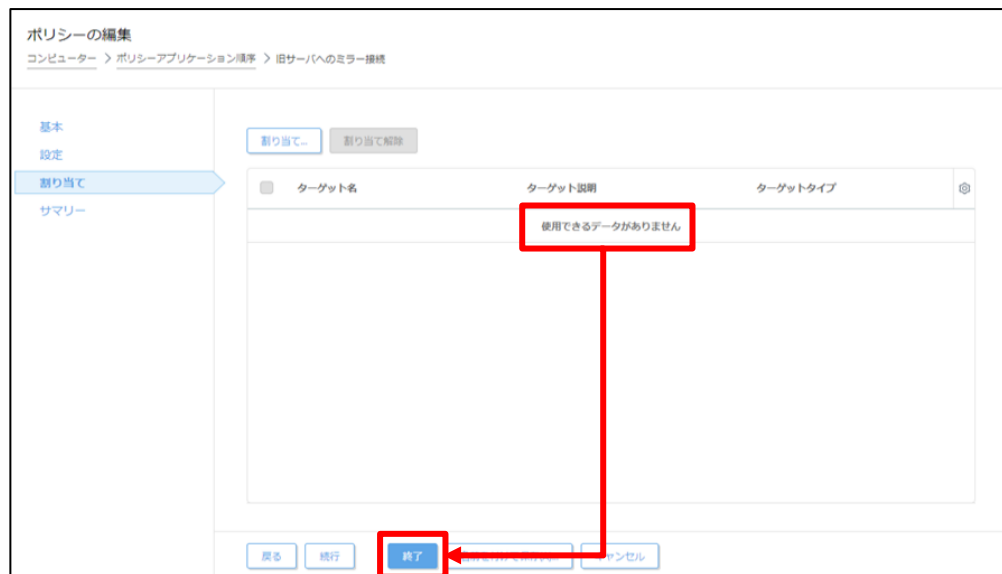 ポリシーの編集
コンピューター > ポリシーアプリケーション順序 > 旧サーバへのミラー接続
基本
設定
割り当て
サマリー
割り当て... 割り当て解除
ターゲット名 ターゲット説明 ターゲットタイプ
使用できるデータがありません
戻る 続行 終了 キャンセル